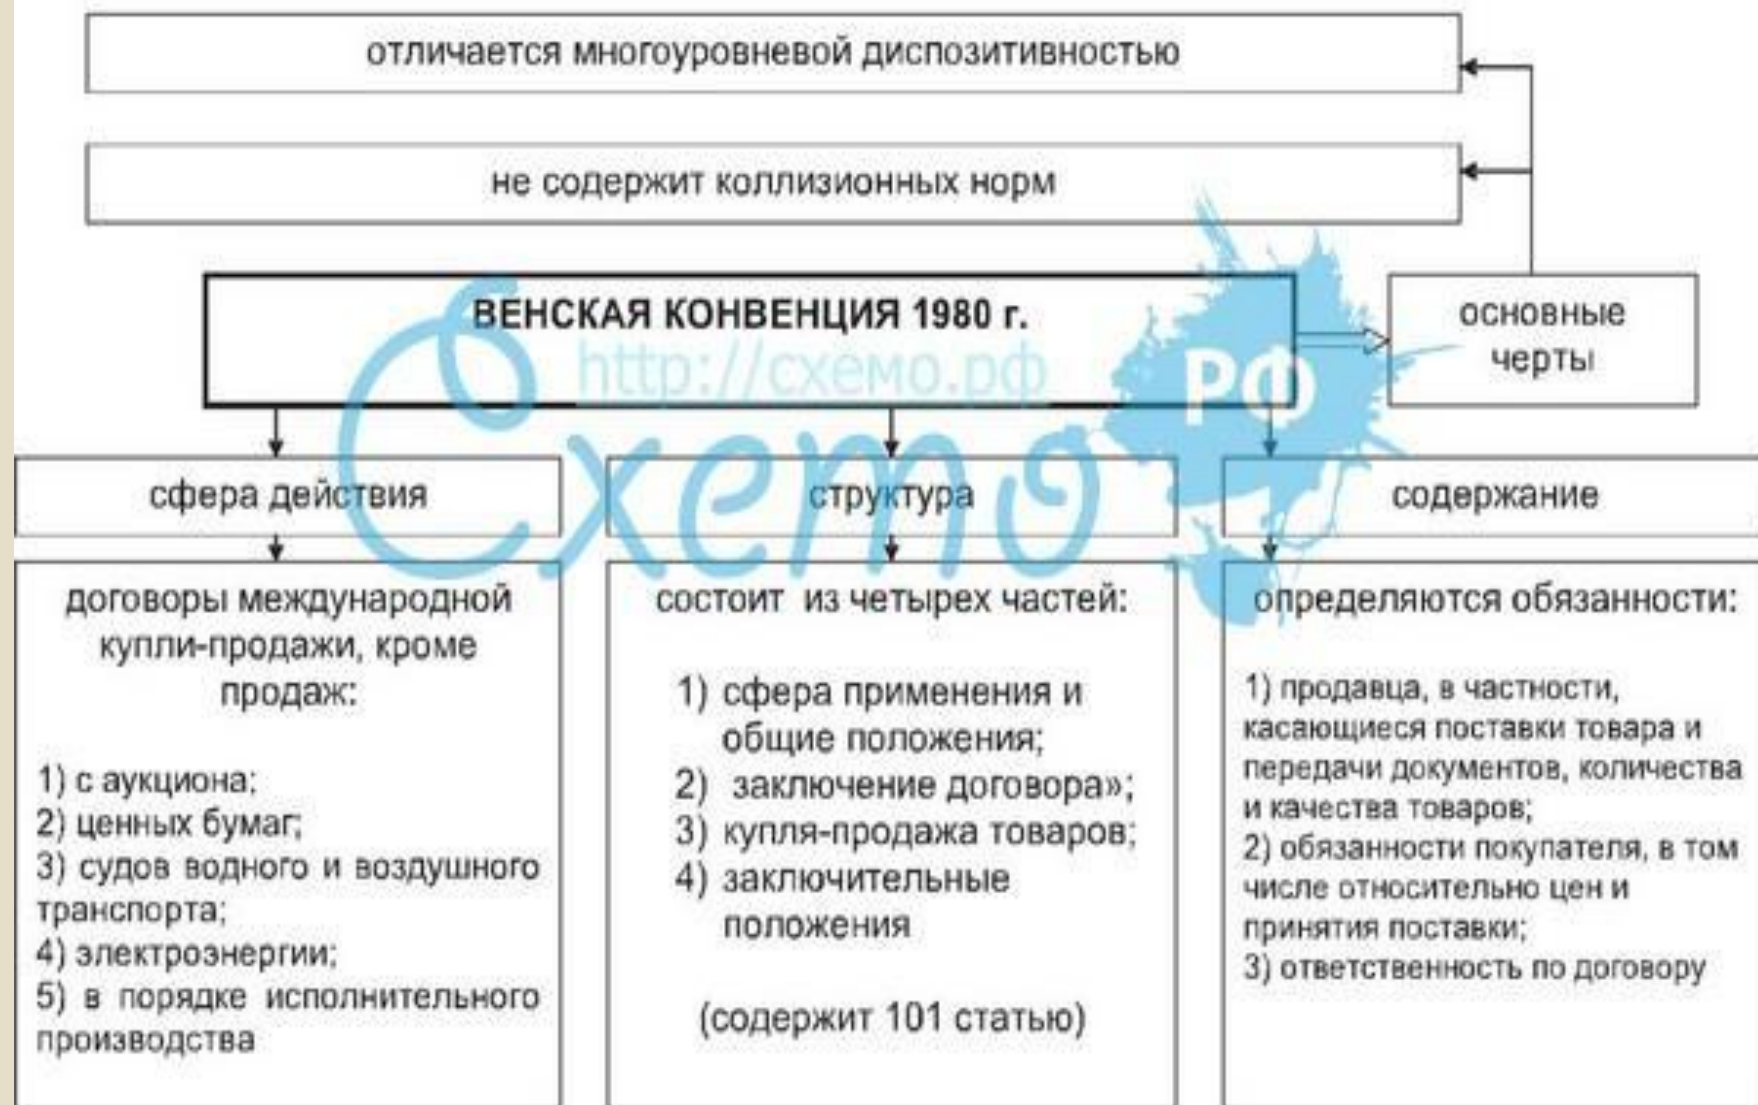 отличается многоуровневой диспозитивностью
не содержит коллизионных норм
ВЕНСКАЯ КОНВЕНЦИЯ 1980 г.
http://схемо.рф
основные
черты
Схемо
РФ
сфера действия
структура
содержание
договоры международной
купли-продажи, кроме
продаж:
1) с аукциона;
2) ценных бумаг;
3) судов водного и воздушного
транспорта;
4) электроэнергии;
5) в порядке исполнительного
производства
состоит из четырех частей:
1) сфера применения и
общие положения;
2) заключение договора»;
3) купля-продажа товаров;
4) заключительные
положения
(содержит 101 статью)
определяются обязанности:
1) продавца, в частности,
касающиеся поставки товара и
передачи документов, количества
и качества товаров;
2) обязанности покупателя, в том
числе относительно цен и
принятия поставки;
3) ответственность по договору